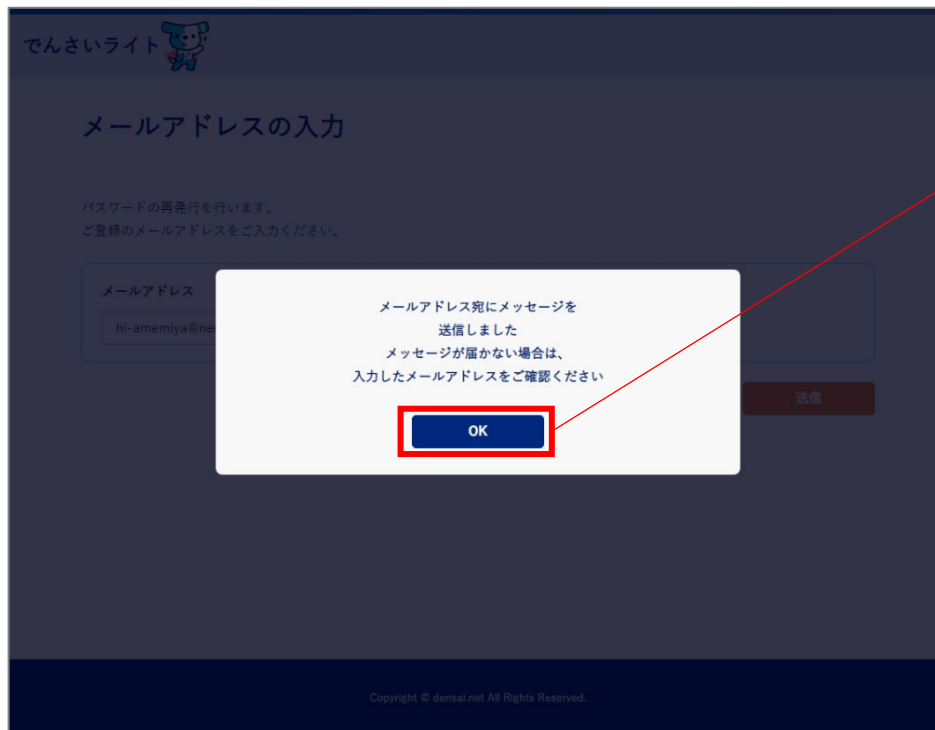 でんさいライト
メールアドレスの入力
パスワードの再発行を行います。
ご登録のメールアドレスをご入力ください。
メールアドレス
hi-amemiya@ne
メールアドレス宛にメッセージを
送信しました
メッセージが届かない場合は、
入力したメールアドレスをご確認ください
OK
送信
Copyright © densai.net All Rights Reserved.